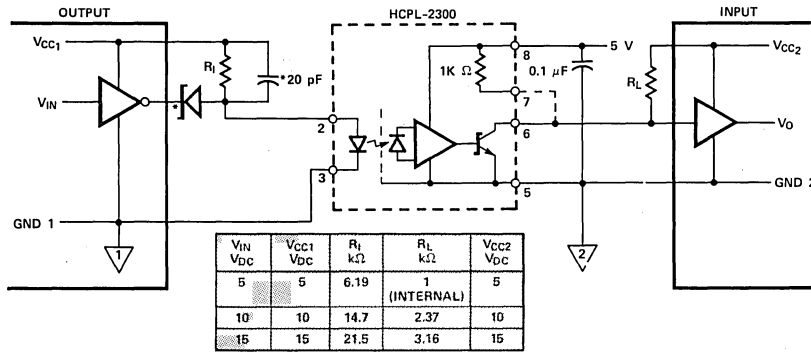 OUTPUT
HCPL-2300
INPUT
VCC1
RI
*20 pF
VIN
*
2
3
GND 1
1
1K Ω
8
7
6
5
0.1 µF
5 V
2
RL
VCC2
VO
GND 2
VIN VDC VCC1 VDC RI kΩ RL kΩ VCC2 VDC
5 5 6.19 1 (INTERNAL) 5
10 10 14.7 2.37 10
15 15 21.5 3.16 15